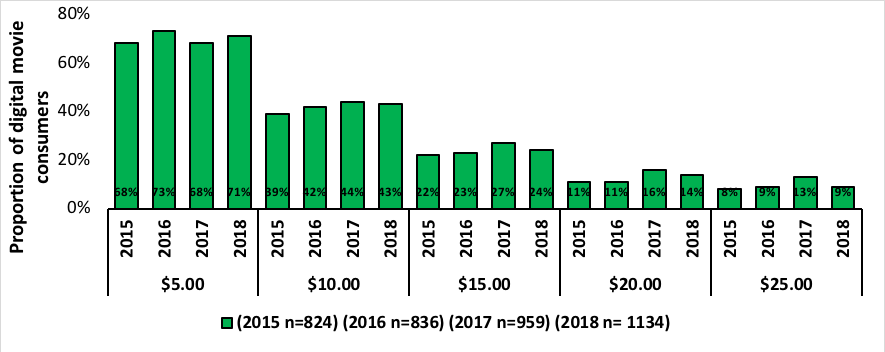 Proportion of digital movie
consumers
80%
60%
40%
20%
0%
68% 73% 68% 71% 39% 42% 44% 43% 22% 23% 27% 24% 11% 11% 16% 14% 8% 9% 13% 9%
2015 2016 2017 2018 2015 2016 2017 2018 2015 2016 2017 2018 2015 2016 2017 2018 2015 2016 2017 2018
$5.00 $10.00 $15.00 $20.00 $25.00
(2015 n=824) (2016 n=836) (2017 n=959) (2018 n= 1134)